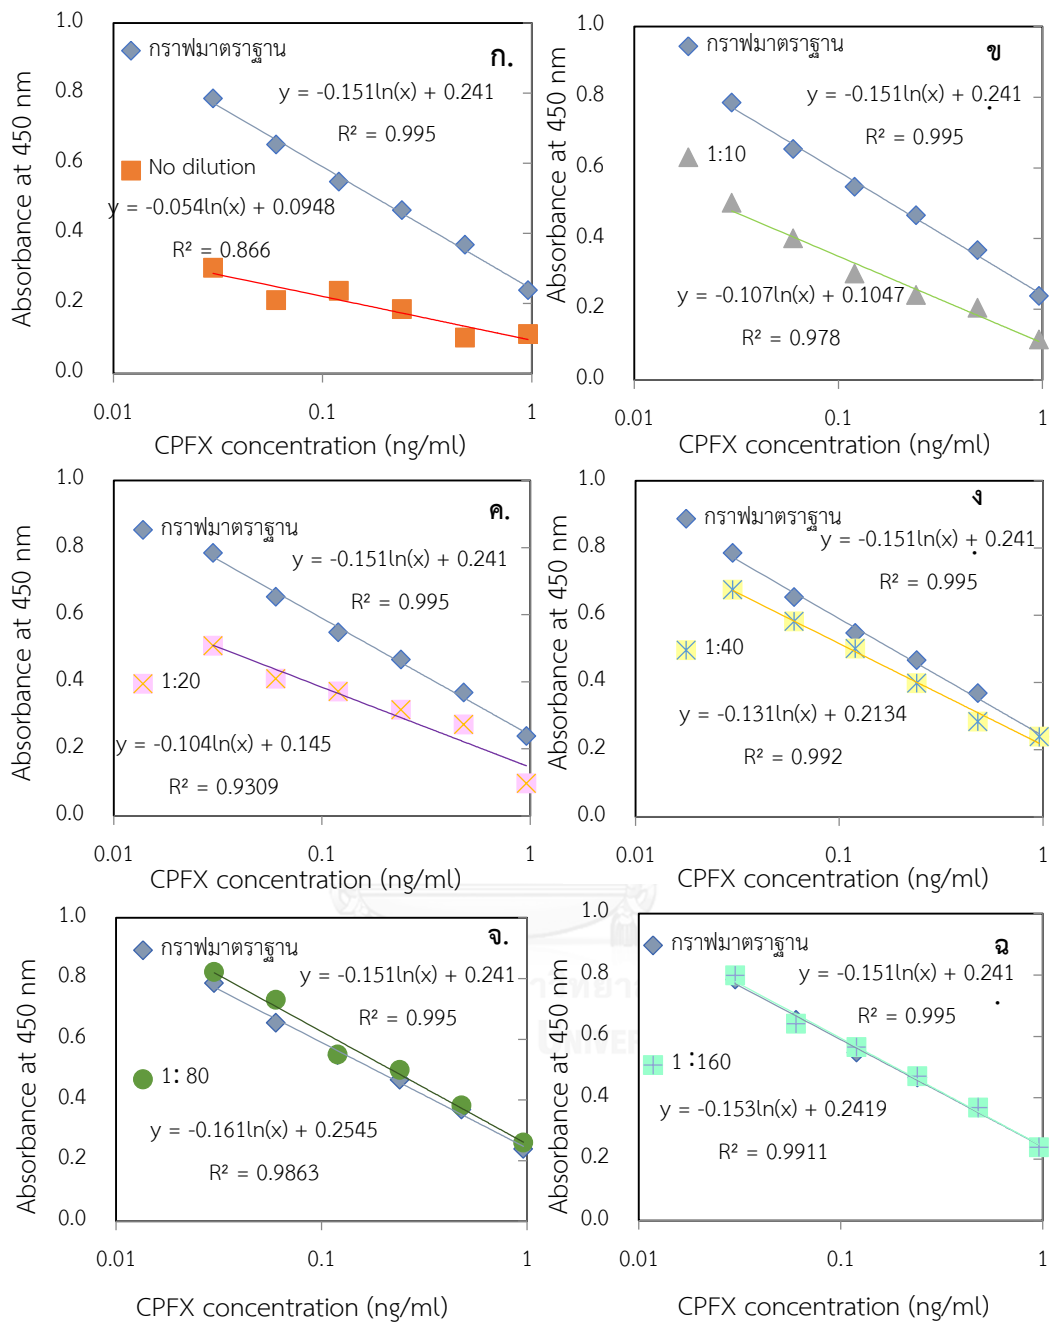 1.0
กราฟมาตราฐาน
ก.
y = -0.151ln(x) + 0.241
R² = 0.995
No dilution
y = -0.054ln(x) + 0.0948
R² = 0.866
Absorbance at 450 nm
0.8
0.6
0.4
0.2
0.0
0.01 0.1 1
CPFX concentration (ng/ml)
1.0
กราฟมาตราฐาน
ข
y = -0.151ln(x) + 0.241
R² = 0.995
1:10
y = -0.107ln(x) + 0.1047
R² = 0.978
Absorbance at 450 nm
0.8
0.6
0.4
0.2
0.0
0.01 0.1 1
CPFX concentration (ng/ml)
1.0
ค.
กราฟมาตราฐาน
y = -0.151ln(x) + 0.241
R² = 0.995
1:20
y = -0.104ln(x) + 0.145
R² = 0.9309
Absorbance at 450 nm
0.8
0.6
0.4
0.2
0.0
0.01 0.1 1
CPFX concentration (ng/ml)
1.0
ง
กราฟมาตราฐาน
y = -0.151ln(x) + 0.241
R² = 0.995
1:40
y = -0.131ln(x) + 0.2134
R² = 0.992
Absorbance at 450 nm
0.8
0.6
0.4
0.2
0.0
0.01 0.1 1
CPFX concentration (ng/ml)
1.0
จ.
กราฟมาตราฐาน
y = -0.151ln(x) + 0.241
R² = 0.995
1:80
y = -0.161ln(x) + 0.2545
R² = 0.9863
Absorbance at 450 nm
0.8
0.6
0.4
0.2
0.0
0.01 0.1 1
CPFX concentration (ng/ml)
1.0
กราฟมาตราฐาน
ฉ
y = -0.151ln(x) + 0.241
R² = 0.995
1:160
y = -0.153ln(x) + 0.2419
R² = 0.9911
Absorbance at 450 nm
0.8
0.6
0.4
0.2
0.0
0.01 0.1 1
CPFX concentration (ng/ml)